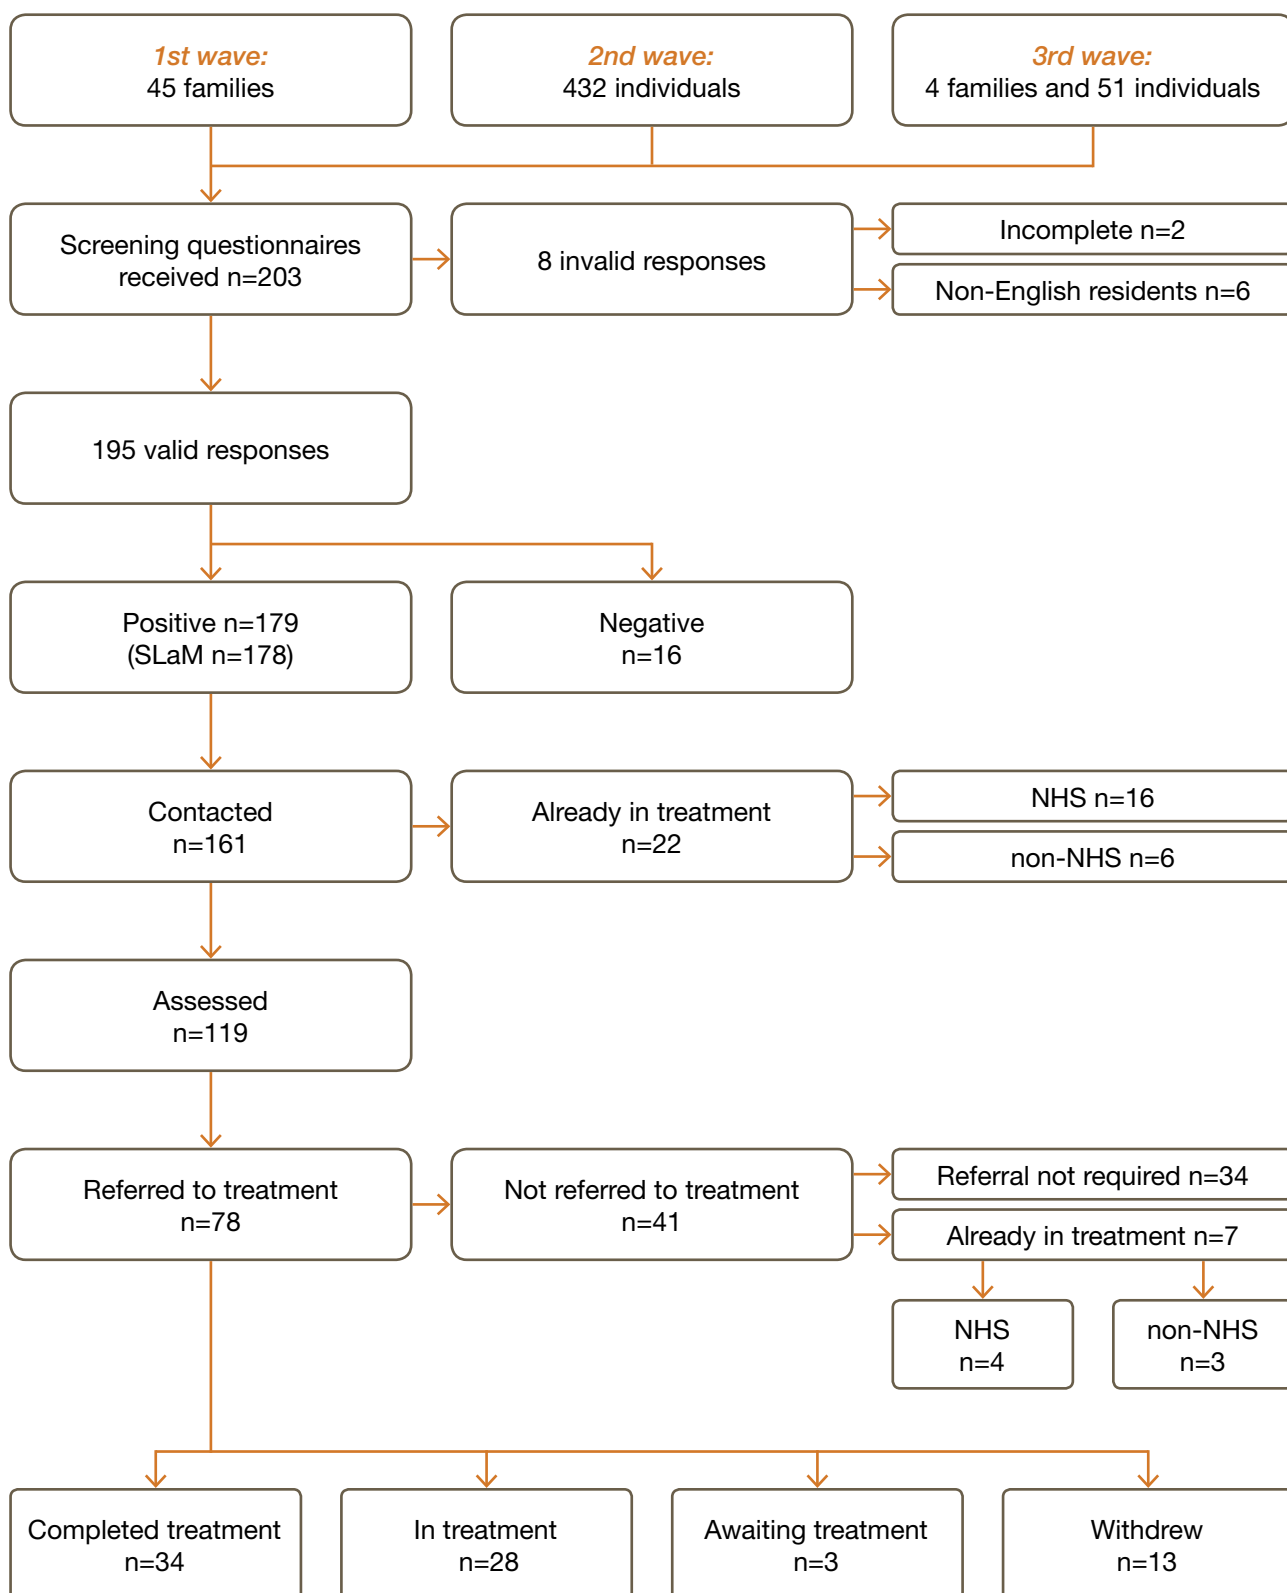 1st wave:
45 families
2nd wave:
432 individuals
3rd wave:
4 families and 51 individuals
Screening questionnaires
received n=203
8 invalid responses
Incomplete n=2
Non-English residents n=6
195 valid responses
Positive n=179
(SLaM n=178)
Negative
n=16
Contacted
n=161
Already in treatment
n=22
NHS n=16
non-NHS n=6
Assessed
n=119
Referred to treatment
n=78
Not referred to treatment
n=41
Referral not required n=34
Already in treatment n=7
NHS
n=4
non-NHS
n=3
Completed treatment
n=34
In treatment
n=28
Awaiting treatment
n=3
Withdrew
n=13